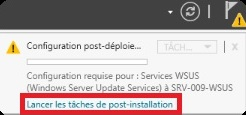 Configuration post-déploie... TÂCH...
Configuration requise pour : Services WSUS
(Windows Server Update Services) à SRV-009-WSUS
Lancer les tâches de post-installation